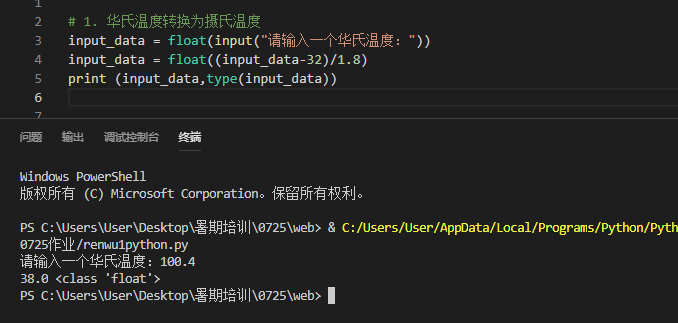 2
# 1. 华氏温度转换为摄氏温度
3 input_data = float(input("请输入一个华氏温度："))
4 input_data = float((input_data-32)/1.8)
5 print (input_data,type(input_data))
6
7
问题 输出 调试控制台 终端
Windows PowerShell
版权所有 (C) Microsoft Corporation。保留所有权利。
PS C:\Users\User\Desktop\暑期培训\0725\web> & C:/Users/User/AppData/Local/Programs/Python/Pyth
0725作业/renwu1python.py
请输入一个华氏温度：100.4
38.0 <class 'float'>
PS C:\Users\User\Desktop\暑期培训\0725\web>